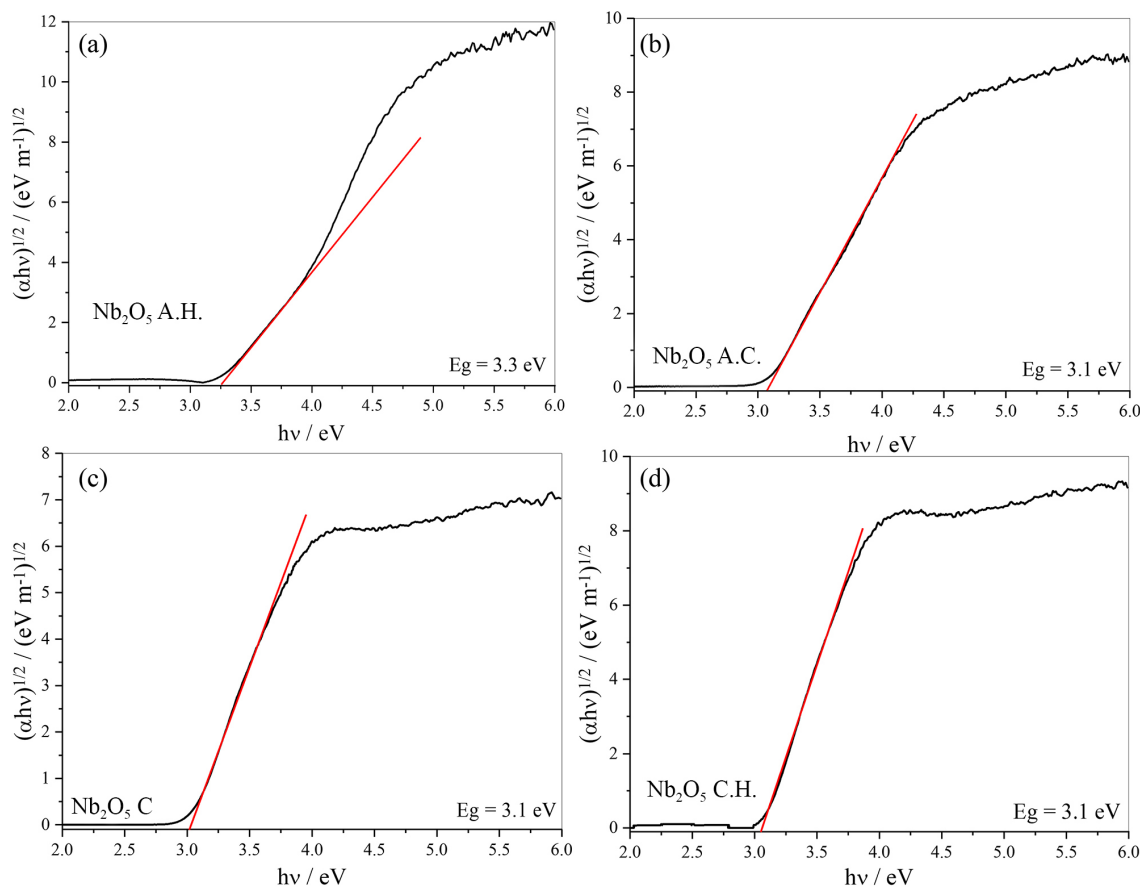 (a)
12
10
8
6
4
2
0
(αhν)1/2 / (eV m-1)1/2
Nb2O5 A.H.
Eg = 3.3 eV
2.0 2.5 3.0 3.5 4.0 4.5 5.0 5.5 6.0
hν / eV
(b)
10
8
6
4
2
0
(αhν)1/2 / (eV m-1)1/2
Nb2O5 A.C.
Eg = 3.1 eV
2.0 2.5 3.0 3.5 4.0 4.5 5.0 5.5 6.0
hν / eV
(c)
8
7
6
5
4
3
2
1
0
(αhν)1/2 / (eV m-1)1/2
Nb2O5 C
Eg = 3.1 eV
2.0 2.5 3.0 3.5 4.0 4.5 5.0 5.5 6.0
hν / eV
(d)
10
8
6
4
2
0
(αhν)1/2 / (eV m-1)1/2
Nb2O5 C.H.
Eg = 3.1 eV
2.0 2.5 3.0 3.5 4.0 4.5 5.0 5.5 6.0
hν / eV